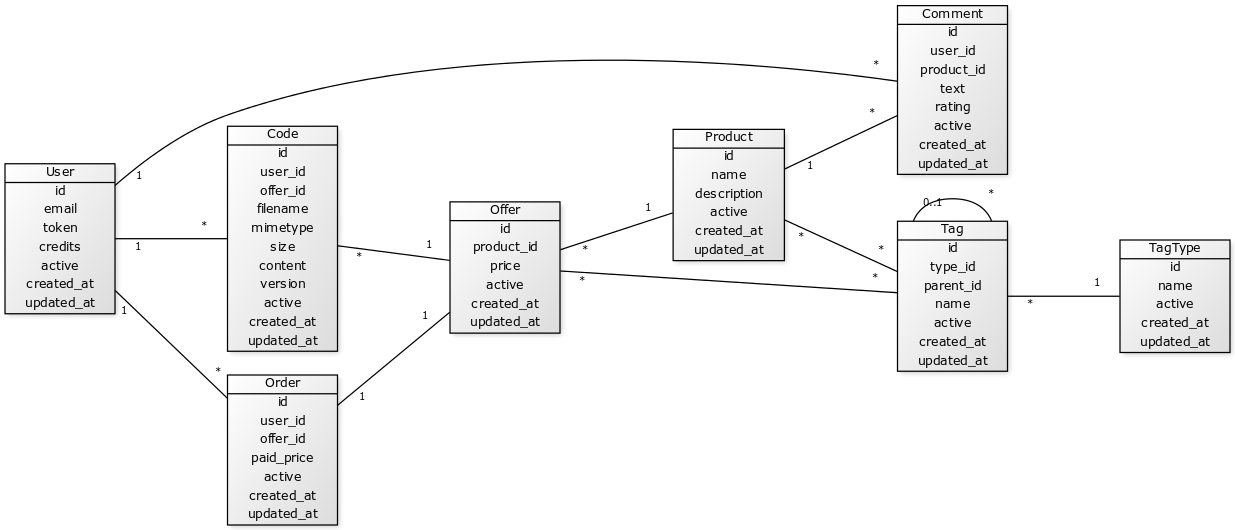 User
id
email
token
credits
active
created_at
updated_at
1
1
1
*
*
*
Code
id
user_id
offer_id
filename
mimetype
size
content
version
active
created_at
updated_at
*
1
Order
id
user_id
offer_id
paid_price
active
created_at
updated_at
1
1
Offer
id
product_id
price
active
created_at
updated_at
*
1
*
*
Product
id
name
description
active
created_at
updated_at
1
*
*
*
*
Comment
id
user_id
product_id
text
rating
active
created_at
updated_at
0..1
*
Tag
id
type_id
parent_id
name
active
created_at
updated_at
*
1
TagType
id
name
active
created_at
updated_at